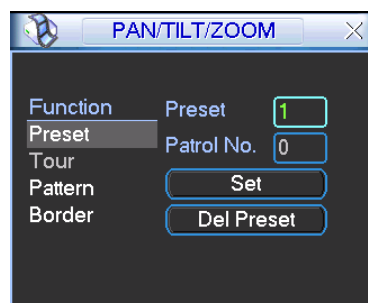 PAN/TILT/ZOOM
Function
Preset
Tour
Pattern
Border
Preset 1
Patrol No. 0
Set
Del Preset